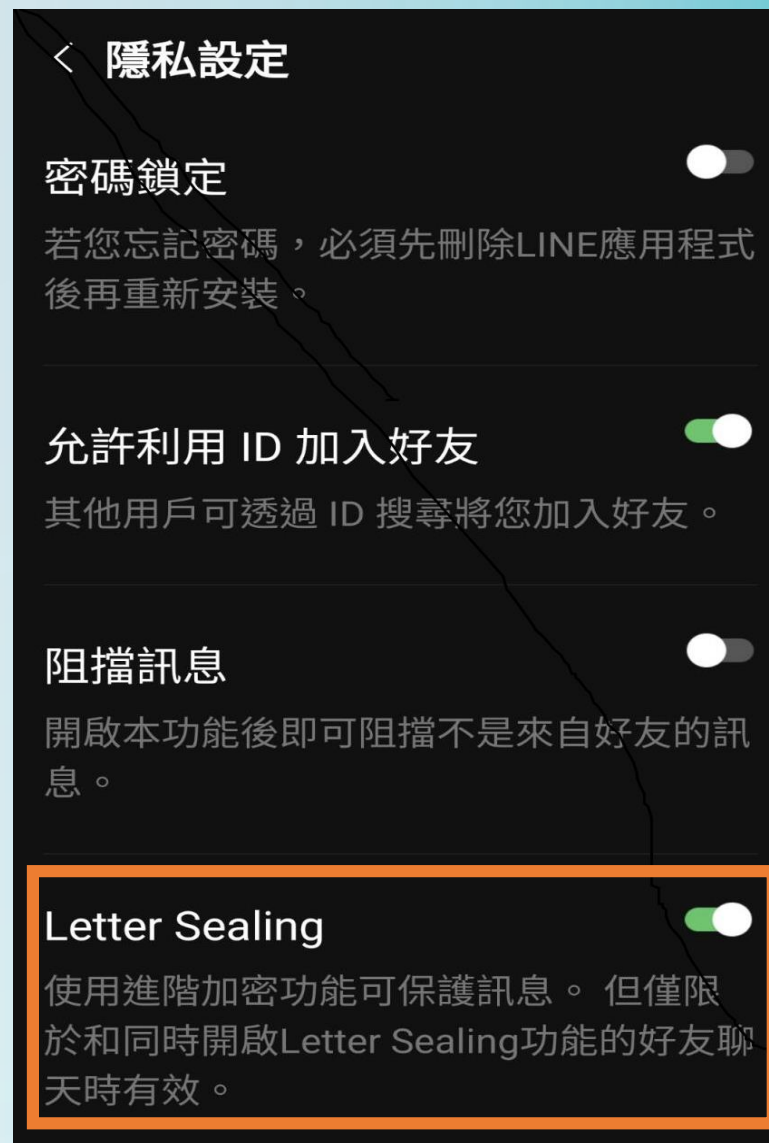 隱私設定
密碼鎖定
若您忘記密碼，必須先刪除LINE應用程式
後再重新安裝。
允許利用 ID 加入好友
其他用戶可透過 ID 搜尋將您加入好友。
阻擋訊息
開啟本功能後即可阻擋不是來自好友的訊
息。
Letter Sealing
使用進階加密功能可保護訊息。 但僅限
於和同時開啟Letter Sealing功能的好友聊
天時有效。